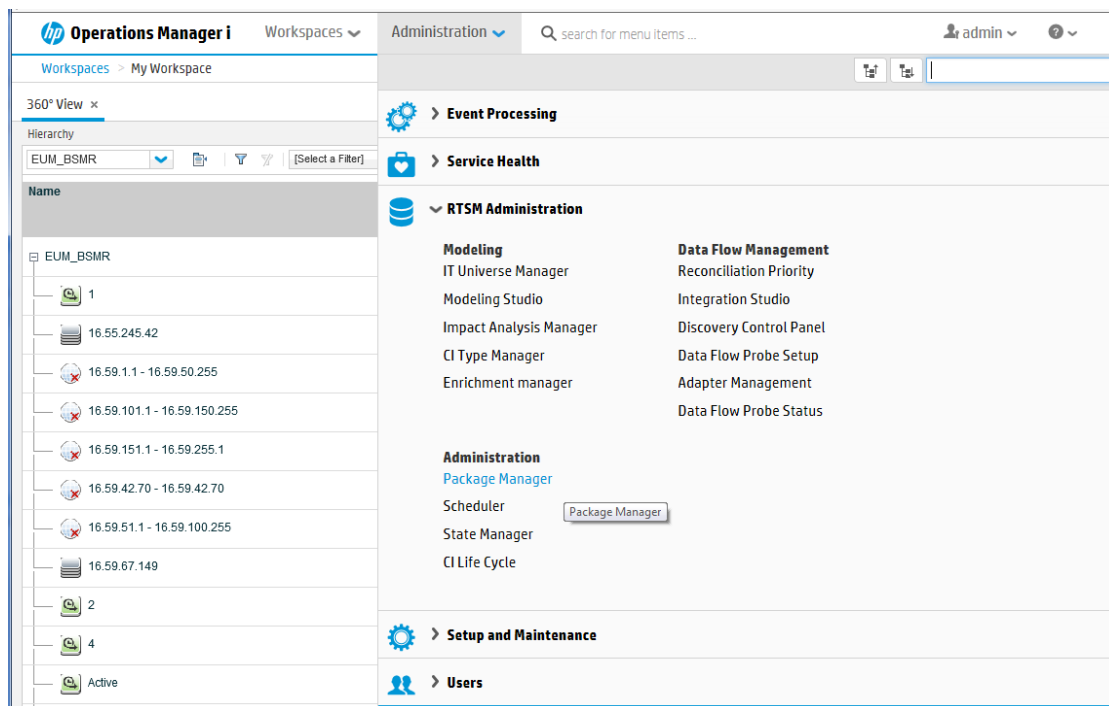 hp Operations Manager i Workspaces Administration search for menu items ... admin ?
Workspaces > My Workspace
360° View ×
Hierarchy
EUM_BSMR [Select a Filter]
Name
EUM_BSMR
1
16.55.245.42
16.59.1.1 - 16.59.50.255
16.59.101.1 - 16.59.150.255
16.59.151.1 - 16.59.255.1
16.59.42.70 - 16.59.42.70
16.59.51.1 - 16.59.100.255
16.59.67.149
2
4
Active
Event Processing
Service Health
RTSM Administration
Modeling
IT Universe Manager
Modeling Studio
Impact Analysis Manager
CI Type Manager
Enrichment manager
Data Flow Management
Reconciliation Priority
Integration Studio
Discovery Control Panel
Data Flow Probe Setup
Adapter Management
Data Flow Probe Status
Administration
Package Manager
Scheduler
Package Manager
State Manager
CI Life Cycle
Setup and Maintenance
Users